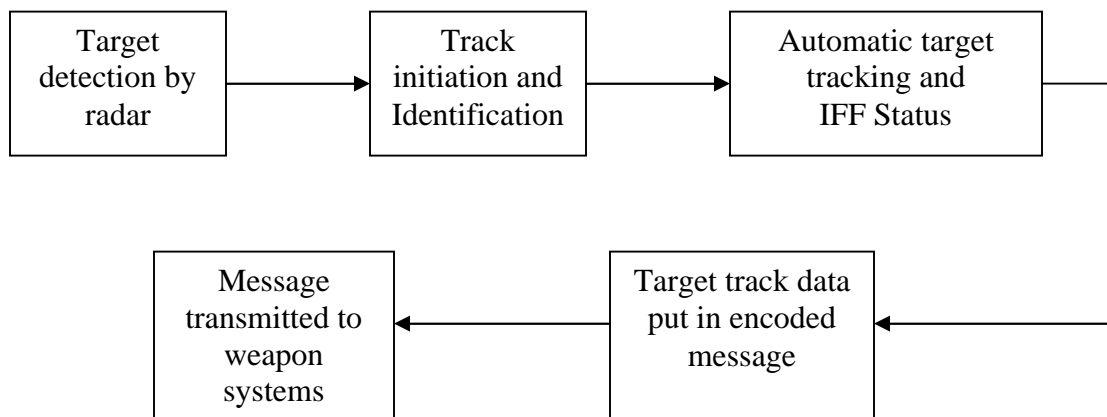 Target
detection by
radar
Track
initiation and
Identification
Automatic target
tracking and
IFF Status
Target track data
put in encoded
message
Message
transmitted to
weapon
systems